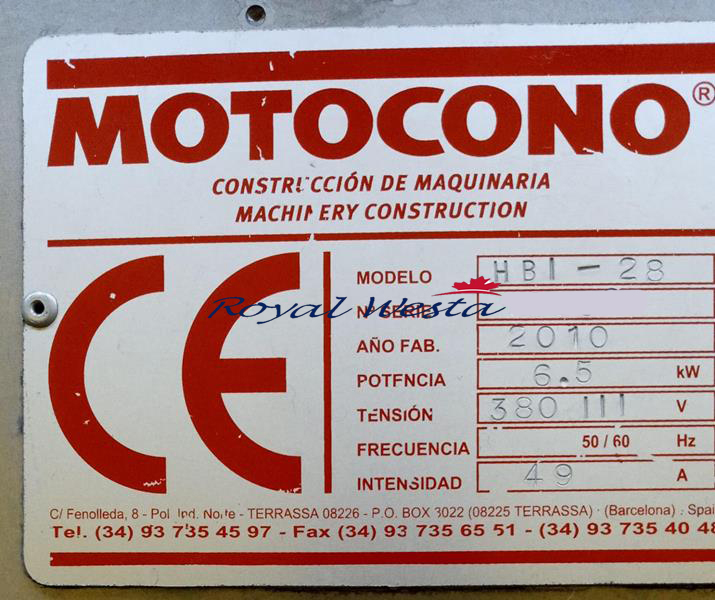 MOTOCONO®
CONSTRUCCIÓN DE MAQUINARIA
MACHINERY CONSTRUCTION
CE
MODELO HBI-28
Nº SERIE
Royal Westa
AÑO FAB. 2010
POTENCIA 6.5 kW
TENSIÓN 380 III V
FRECUENCIA 50 / 60 Hz
INTENSIDAD 49 A
C/ Fenolleda, 8 - Pol. Ind. Norte - TERRASSA 08226 - P.O. BOX 3022 (08225 TERRASSA) · (Barcelona) . Spai
Tel. (34) 93 735 45 97 - Fax (34) 93 735 65 51 - (34) 93 735 40 48